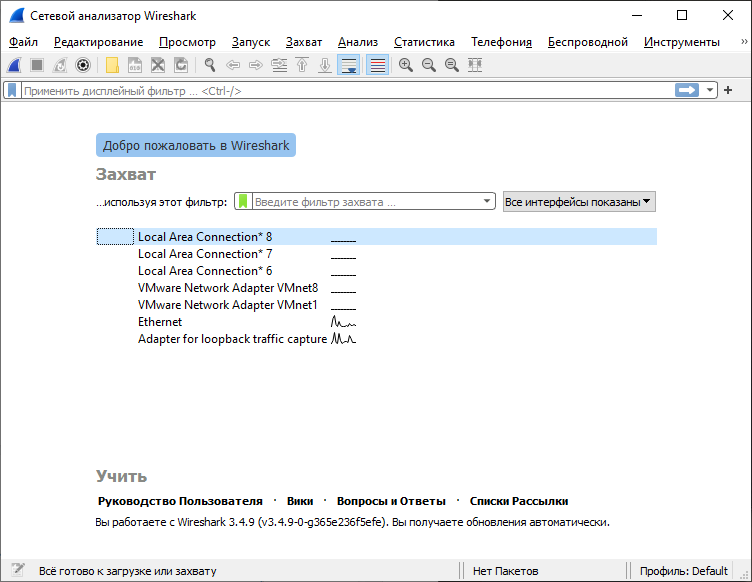 Сетевой анализатор Wireshark
Файл Редактирование Просмотр Запуск Захват Анализ Статистика Телефония Беспроводной Инструменты »
Применить дисплейный фильтр ... <Ctrl-/>
Добро пожаловать в Wireshark
Захват
...используя этот фильтр: Введите фильтр захвата ... Все интерфейсы показаны
Local Area Connection* 8
Local Area Connection* 7
Local Area Connection* 6
VMware Network Adapter VMnet8
VMware Network Adapter VMnet1
Ethernet
Adapter for loopback traffic capture
Учить
Руководство Пользователя · Вики · Вопросы и Ответы · Списки Рассылки
Вы работаете с Wireshark 3.4.9 (v3.4.9-0-g365e236f5efe). Вы получаете обновления автоматически.
Всё готово к загрузке или захвату Нет Пакетов Профиль: Default